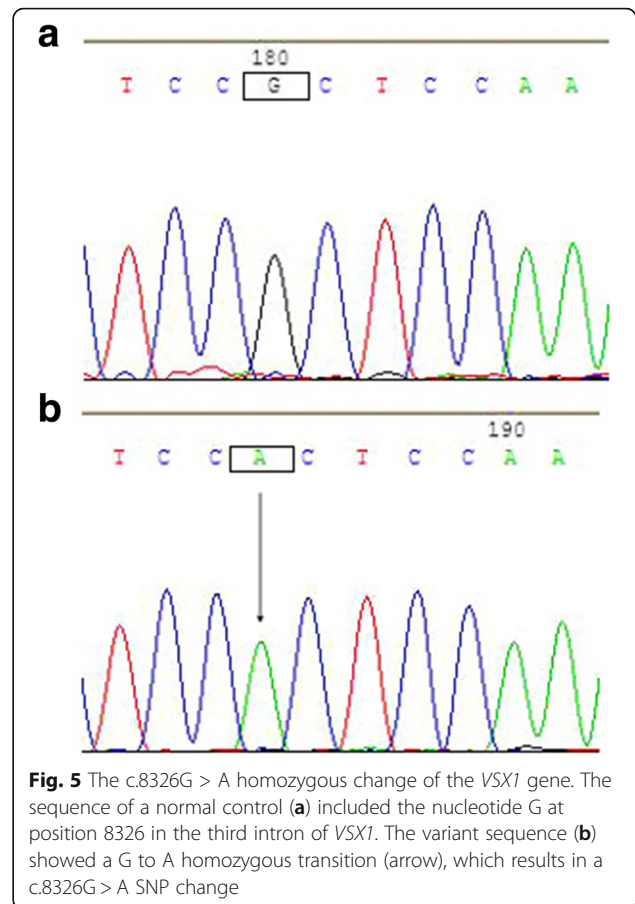 a
180
T C C G C T C C A A
b
190
T C C A C T C C A A
Fig. 5 The c.8326G > A homozygous change of the VSX1 gene. The
sequence of a normal control (a) included the nucleotide G at
position 8326 in the third intron of VSX1. The variant sequence (b)
showed a G to A homozygous transition (arrow), which results in a
c.8326G > A SNP change